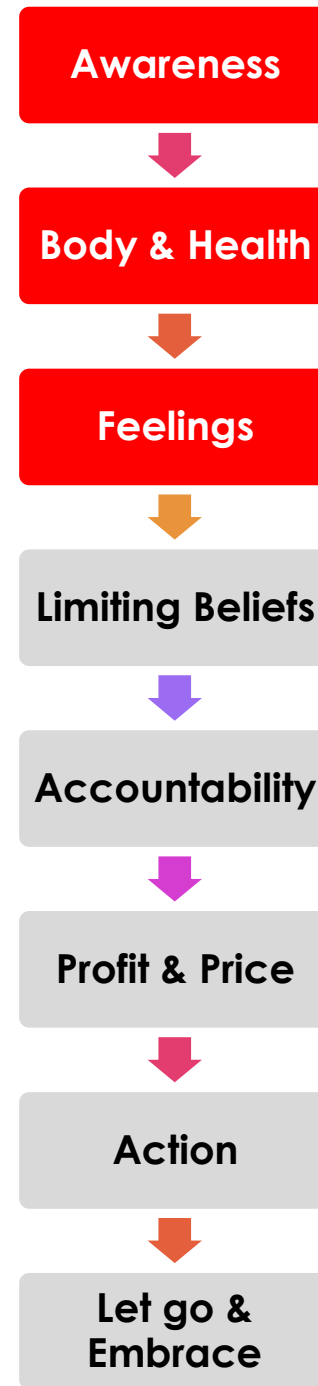 Awareness
Body & Health
Feelings
Limiting Beliefs
Accountability
Profit & Price
Action
Let go &
Embrace